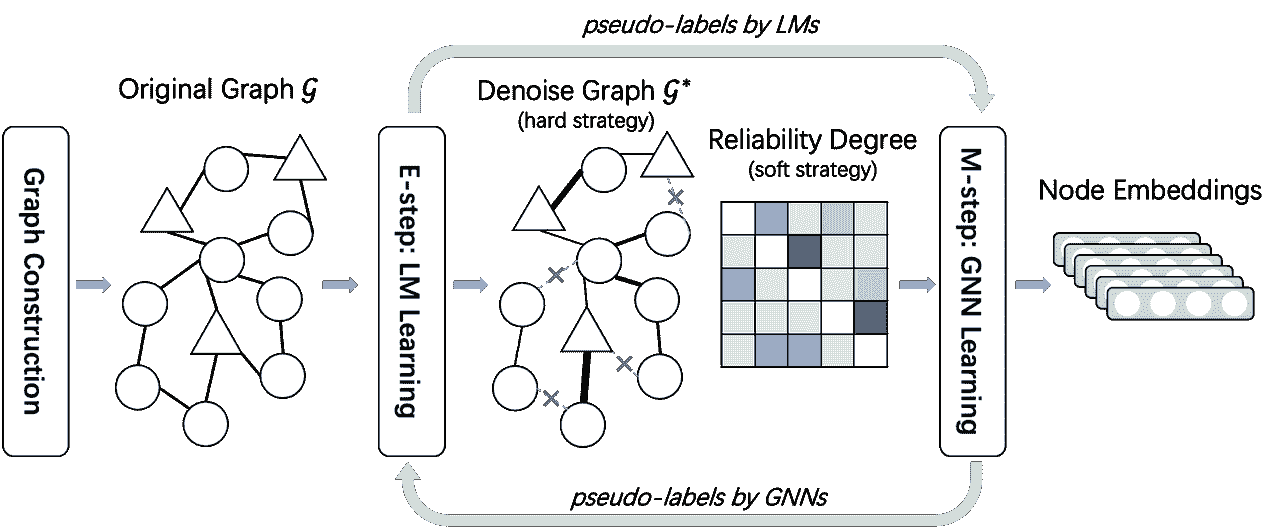 pseudo-labels by LMs
Original Graph 𝒢
Denoise Graph 𝒢*
(hard strategy)
Reliability Degree
(soft strategy)
Graph Construction
E-step: LM Learning
M-step: GNN Learning
Node Embeddings
pseudo-labels by GNNs